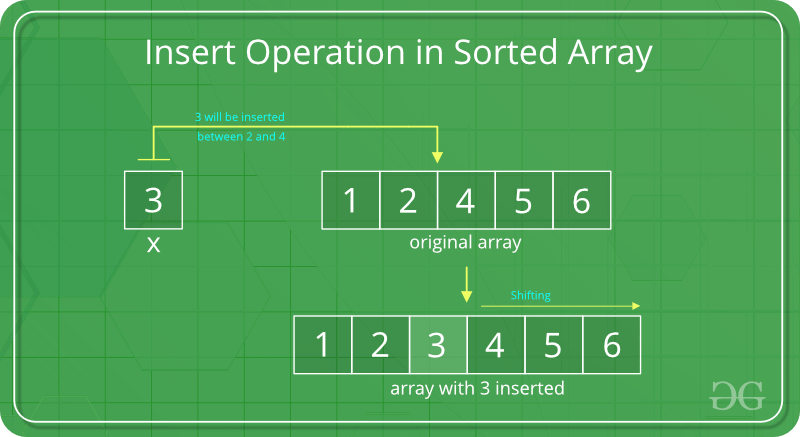 Insert Operation in Sorted Array
3 will be inserted
between 2 and 4
3
x
1 2 4 5 6
original array
Shifting
1 2 3 4 5 6
array with 3 inserted